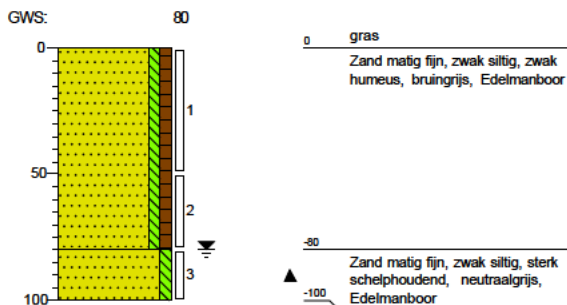 GWS: 80
0
50
100
1
2
3
0 gras
Zand matig fijn, zwak siltig, zwak
humeus, bruingrijs, Edelmanboor
-80
Zand matig fijn, zwak siltig, sterk
schelphoudend, neutraalgrijs,
-100 Edelmanboor